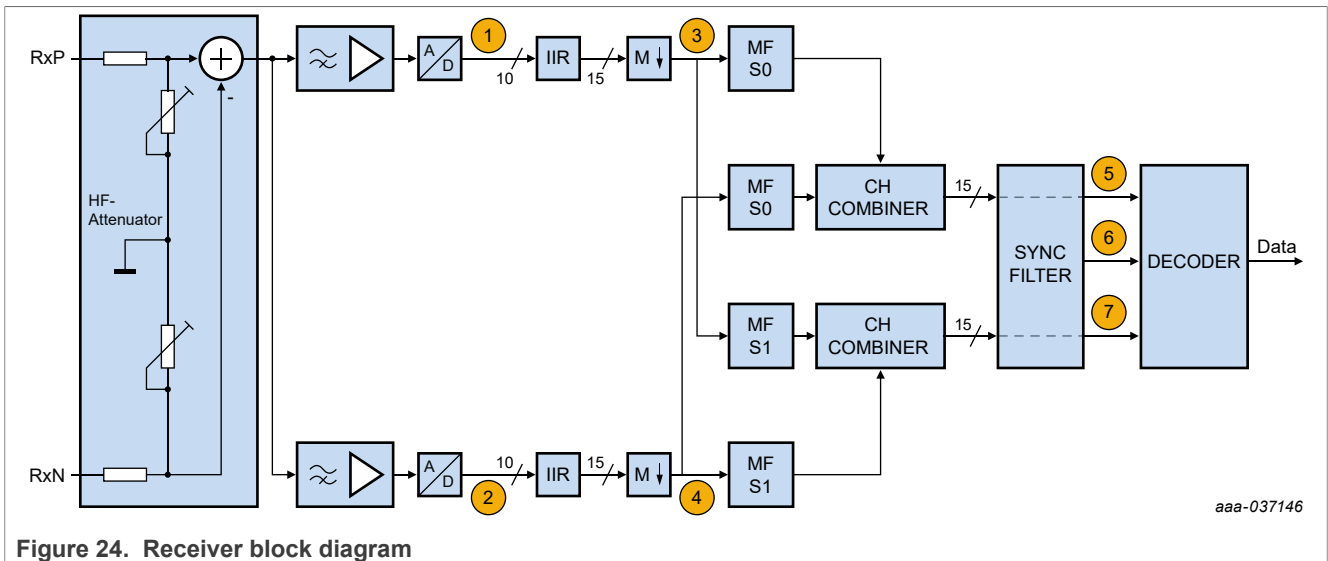 RxP
1
MF
S0
A
D
10
IIR
15
M
3
-
HF-
Attenuator
MF
S0
CH
COMBINER
15
5
SYNC
FILTER
6
DECODER
Data
MF
S1
CH
COMBINER
15
7
RxN
A
D
10
2
IIR
15
M
4
MF
S1
aaa-037146
Figure 24. Receiver block diagram